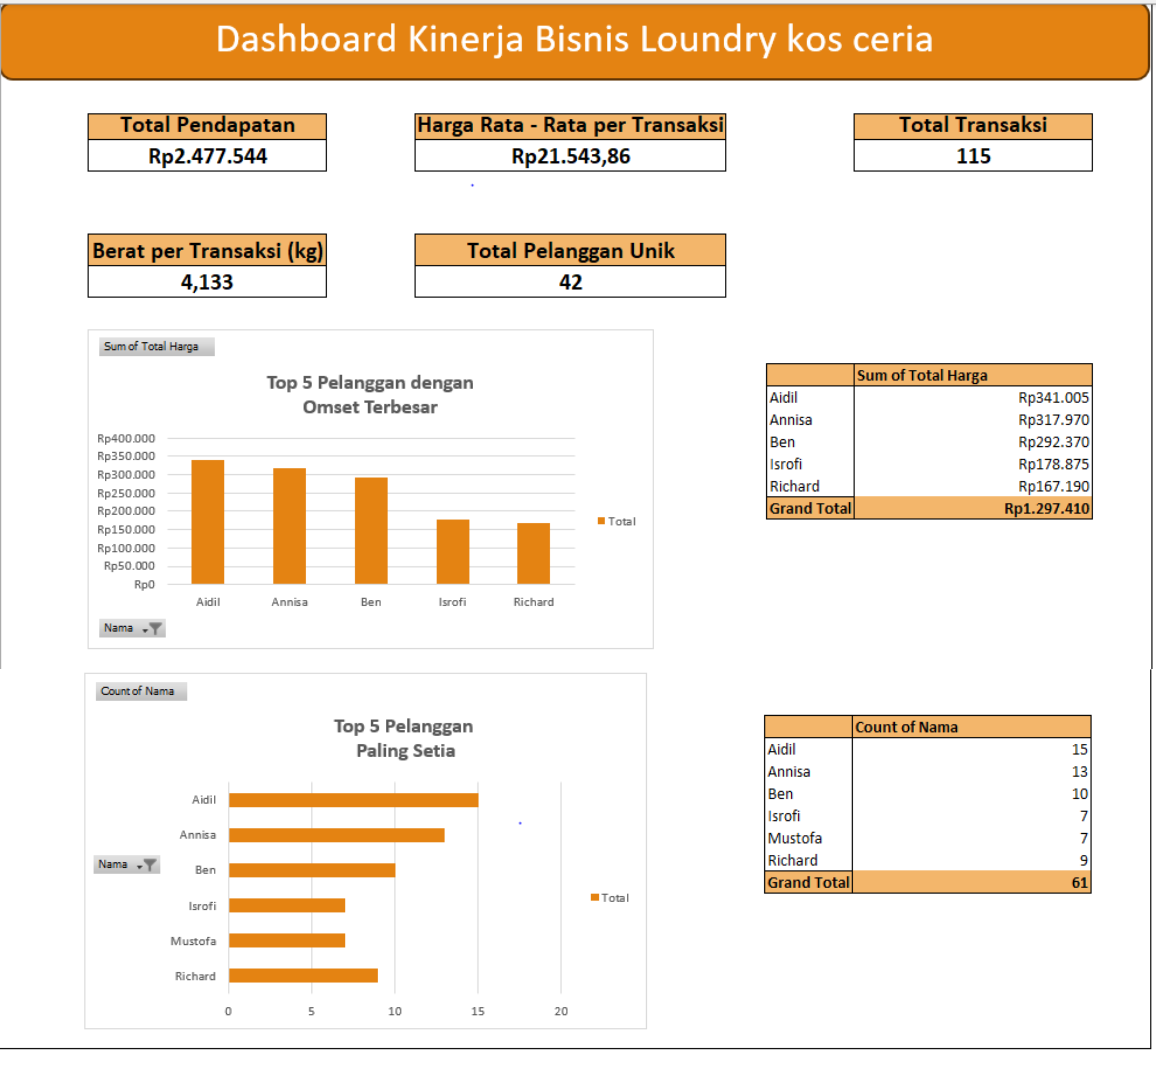 Dashboard Kinerja Bisnis Loundry kos ceria
Total Pendapatan
Rp2.477.544
Harga Rata - Rata per Transaksi
Rp21.543,86
Total Transaksi
115
Berat per Transaksi (kg)
4,133
Total Pelanggan Unik
42
Sum of Total Harga
Top 5 Pelanggan dengan
Omset Terbesar
Rp400.000
Rp350.000
Rp300.000
Rp250.000
Rp200.000
Rp150.000
Rp100.000
Rp50.000
Rp0
Aidil Annisa Ben Isrofi Richard
Total
Nama
Sum of Total Harga
Aidil Rp341.005
Annisa Rp317.970
Ben Rp292.370
Isrofi Rp178.875
Richard Rp167.190
Grand Total Rp1.297.410
Count of Nama
Top 5 Pelanggan
Paling Setia
Aidil
Annisa
Ben
Isrofi
Mustofa
Richard
0 5 10 15 20
Nama
Total
Count of Nama
Aidil 15
Annisa 13
Ben 10
Isrofi 7
Mustofa 7
Richard 9
Grand Total 61